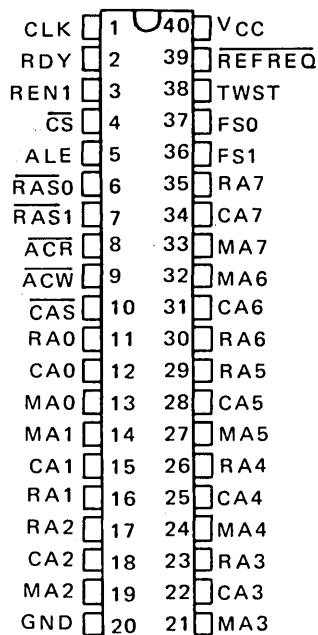 CLK 1 40 VCC
RDY 2 39 REFREQ
REN1 3 38 TWST
CS 4 37 FS0
ALE 5 36 FS1
RAS0 6 35 RA7
RAS1 7 34 CA7
ACR 8 33 MA7
ACW 9 32 MA6
CAS 10 31 CA6
RA0 11 30 RA6
CA0 12 29 RA5
MA0 13 28 CA5
MA1 14 27 MA5
CA1 15 26 RA4
RA1 16 25 CA4
RA2 17 24 MA4
CA2 18 23 RA3
MA2 19 22 CA3
GND 20 21 MA3